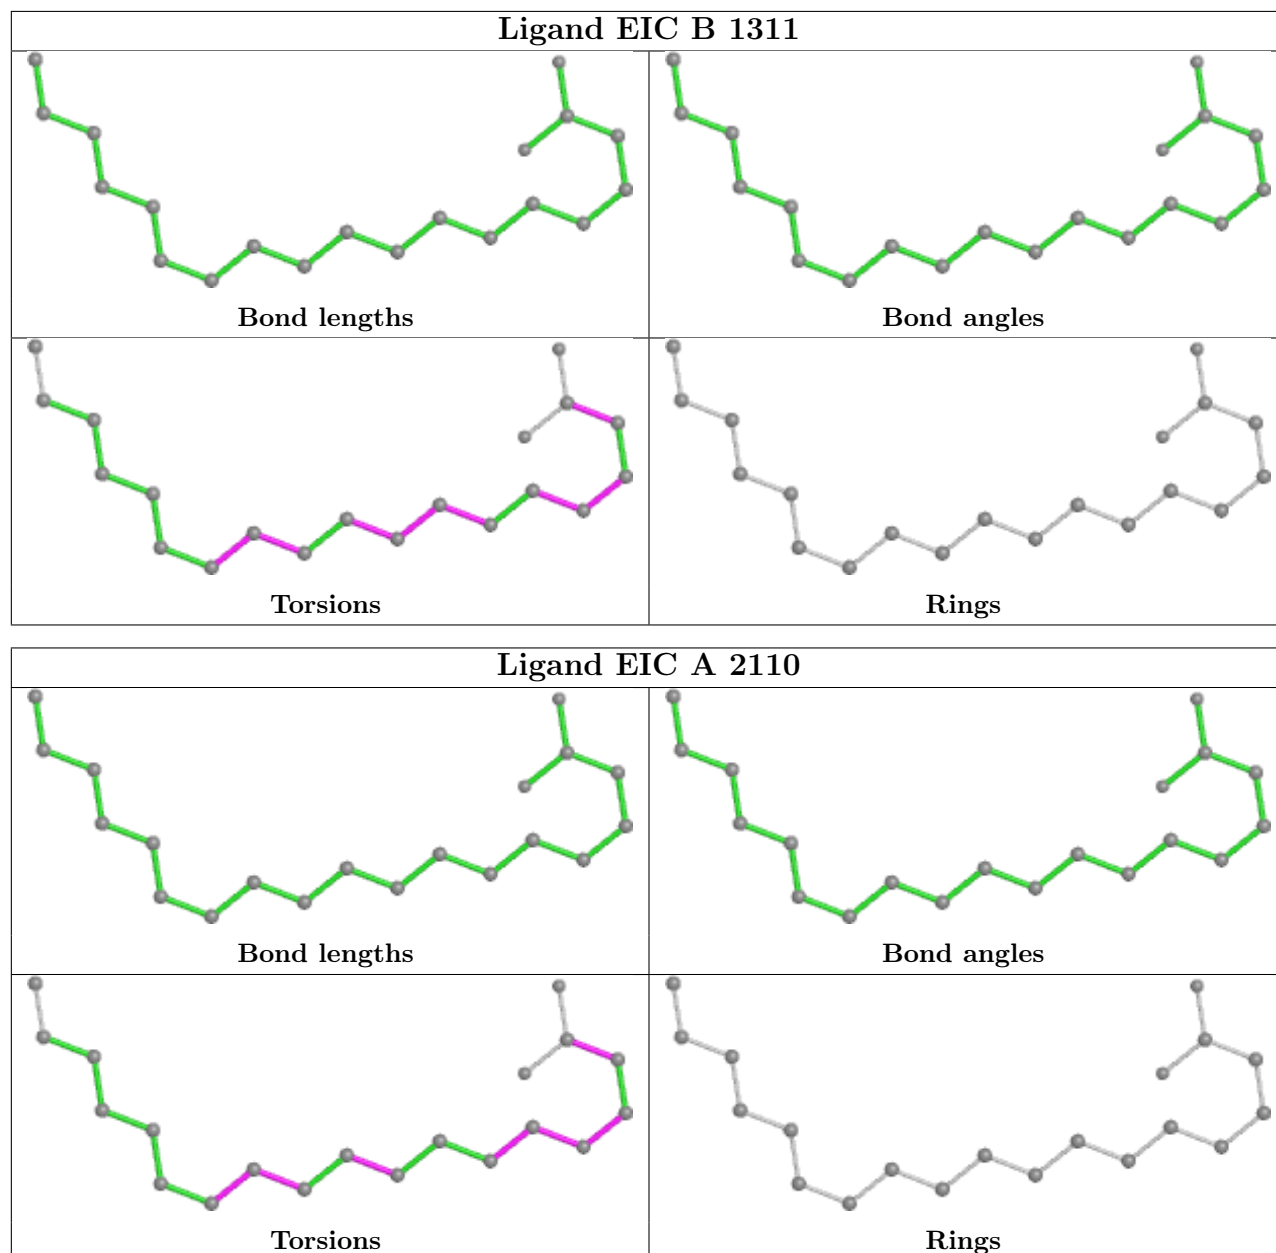 Ligand EIC B 1311
Bond lengths
Bond angles
Torsions
Rings
Ligand EIC A 2110
Bond lengths
Bond angles
Torsions
Rings